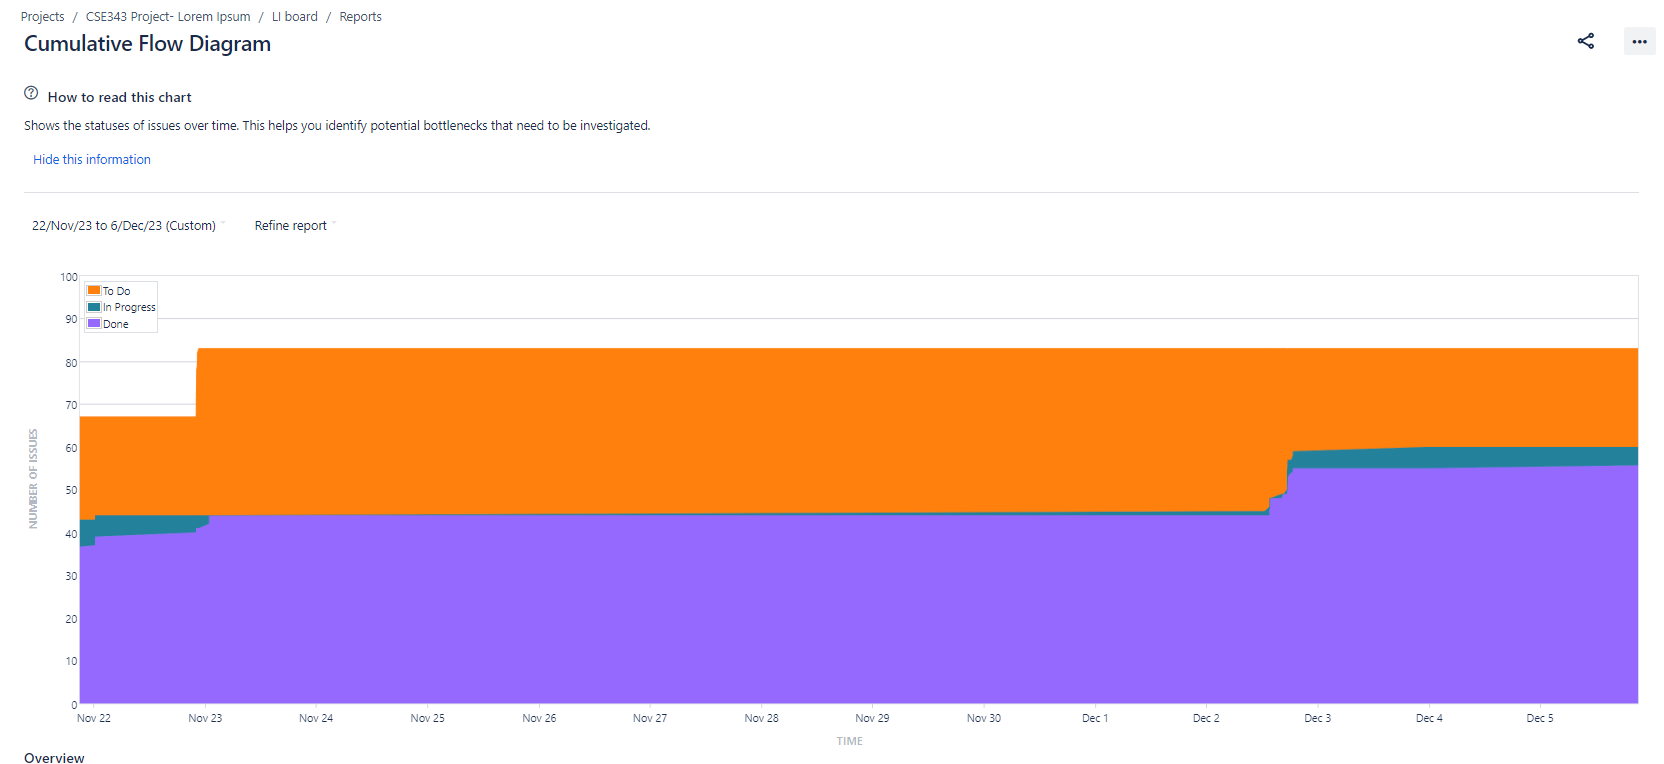 Projects / CSE343 Project- Lorem Ipsum / LI board / Reports
Cumulative Flow Diagram
How to read this chart
Shows the statuses of issues over time. This helps you identify potential bottlenecks that need to be investigated.
Hide this information
22/Nov/23 to 6/Dec/23 (Custom) Refine report
To Do
In Progress
Done
100
90
80
70
60
50
40
30
20
10
0
NUMBER OF ISSUES
Nov 22 Nov 23 Nov 24 Nov 25 Nov 26 Nov 27 Nov 28 Nov 29 Nov 30 Dec 1 Dec 2 Dec 3 Dec 4 Dec 5
TIME
Overview